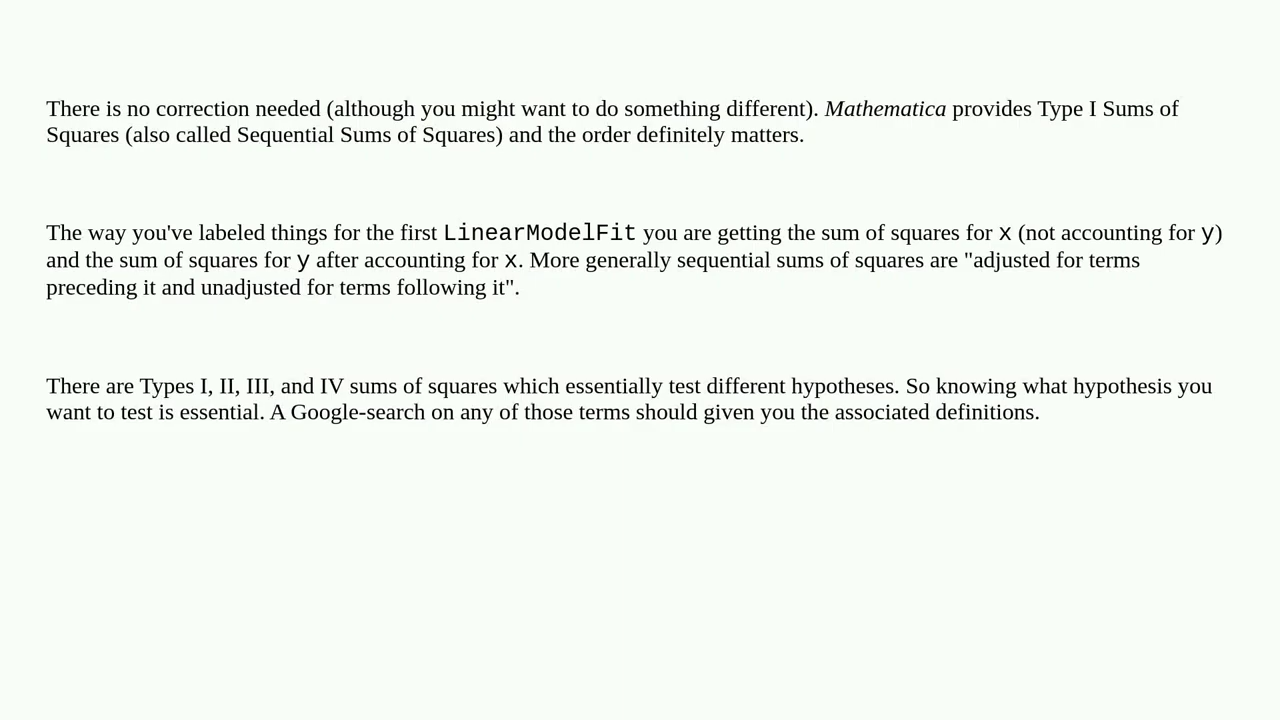 There is no correction needed (although you might want to do something different). Mathematica provides Type I Sums of
Squares (also called Sequential Sums of Squares) and the order definitely matters.
The way you've labeled things for the first LinearModelFit you are getting the sum of squares for x (not accounting for y)
and the sum of squares for y after accounting for x. More generally sequential sums of squares are "adjusted for terms
preceding it and unadjusted for terms following it".
There are Types I, II, III, and IV sums of squares which essentially test different hypotheses. So knowing what hypothesis you
want to test is essential. A Google-search on any of those terms should given you the associated definitions.